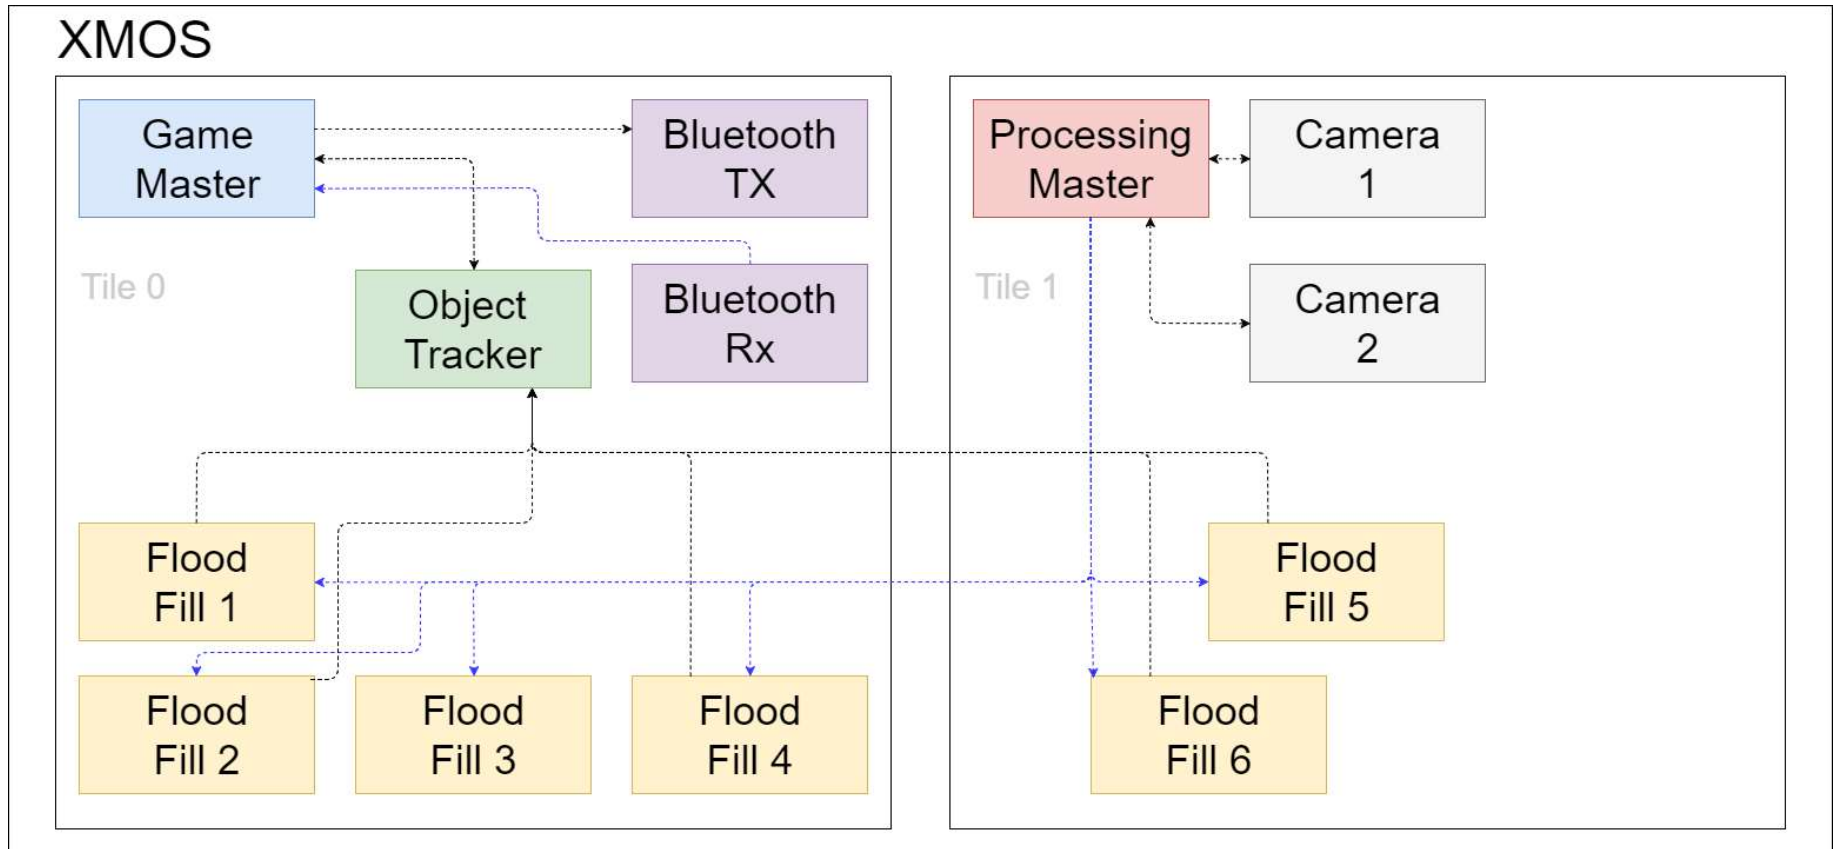 XMOS
Game
Master
Bluetooth
TX
Tile 0
Object
Tracker
Bluetooth
Rx
Flood
Fill 1
Flood
Fill 2
Flood
Fill 3
Flood
Fill 4
Processing
Master
Camera
1
Tile 1
Camera
2
Flood
Fill 5
Flood
Fill 6